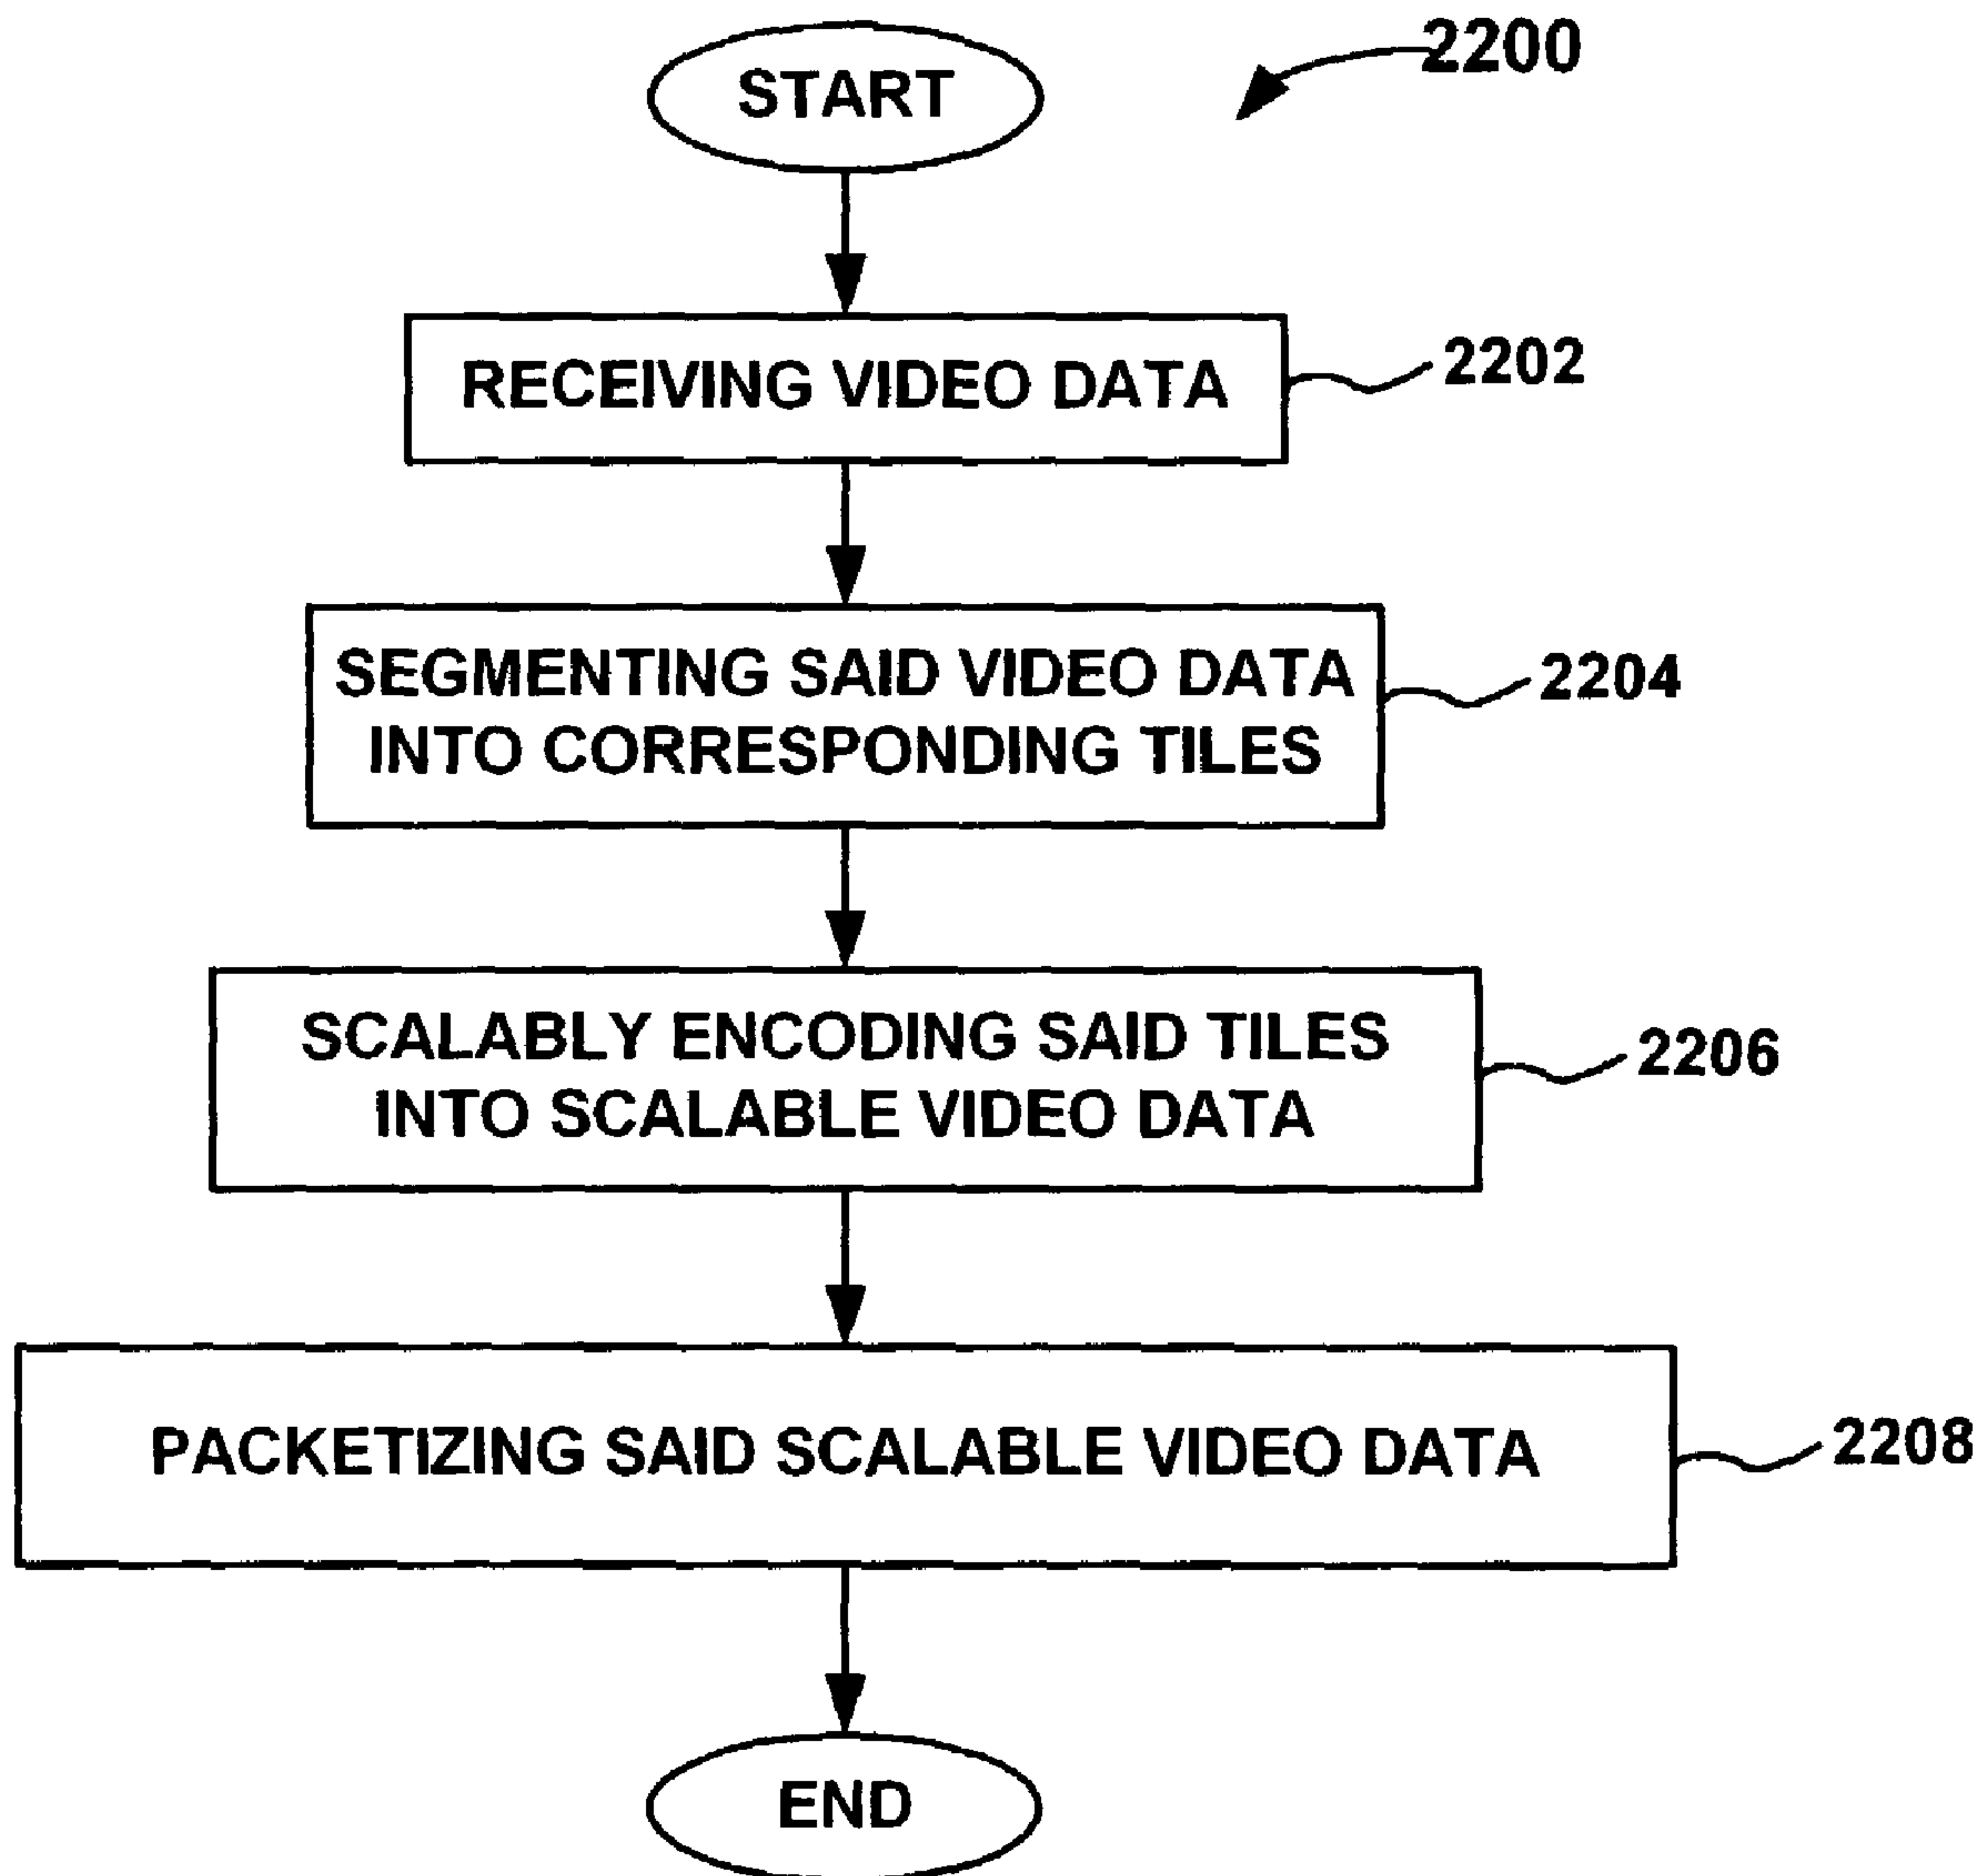 START
2200
RECEIVING VIDEO DATA
2202
SEGMENTING SAID VIDEO DATA
INTO CORRESPONDING TILES
2204
SCALABLY ENCODING SAID TILES
INTO SCALABLE VIDEO DATA
2206
PACKETIZING SAID SCALABLE VIDEO DATA
2208
END